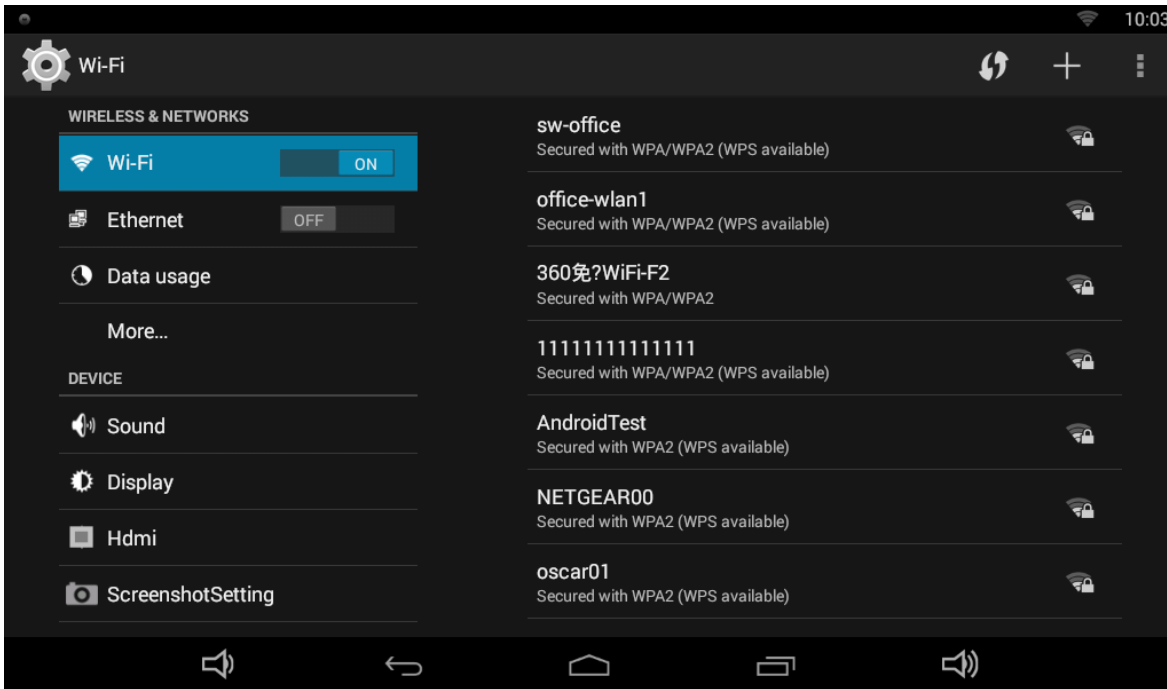 10:03
Wi-Fi
WIRELESS & NETWORKS
Wi-Fi ON
Ethernet OFF
Data usage
More...
DEVICE
Sound
Display
Hdmi
ScreenshotSetting
sw-office
Secured with WPA/WPA2 (WPS available)
office-wlan1
Secured with WPA/WPA2 (WPS available)
360免?WiFi-F2
Secured with WPA/WPA2
11111111111111
Secured with WPA/WPA2 (WPS available)
AndroidTest
Secured with WPA2 (WPS available)
NETGEAR00
Secured with WPA2 (WPS available)
oscar01
Secured with WPA2 (WPS available)